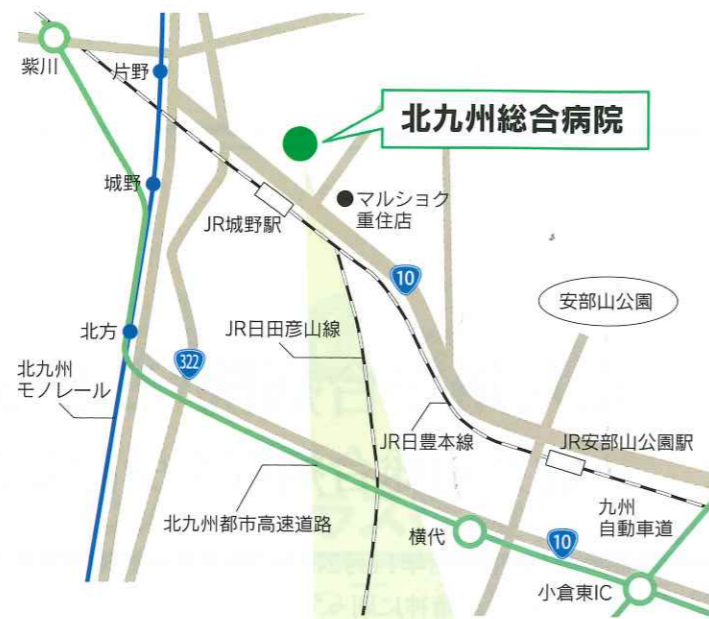 紫川
片野
北九州総合病院
城野
マルショク
重住店
JR城野駅
10
安部山公園
北方
JR日田彦山線
322
北九州
モノレール
JR日豊本線
JR安部山公園駅
北九州都市高速道路
横代
10
九州
自動車道
小倉東IC